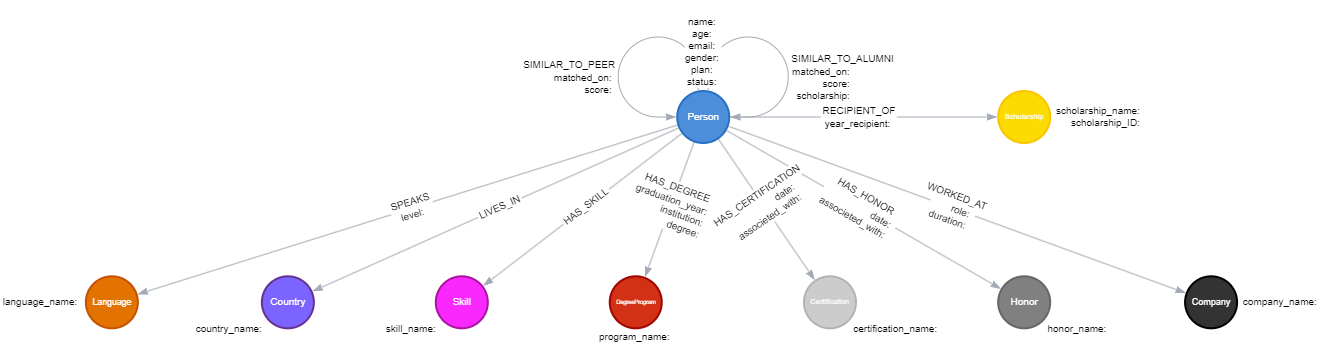 name:
age:
email:
gender:
plan:
status:
SIMILAR_TO_PEER
matched_on:
score:
SIMILAR_TO_ALUMNI
matched_on:
score:
scholarship:
Person
RECIPIENT_OF
year_recipient:
Scholarship
scholarship_name:
scholarship_ID:
SPEAKS
level:
LIVES_IN
HAS_SKILL
HAS_DEGREE
graduation_year:
institution:
degree:
HAS_CERTIFICATION
date:
associeted_with:
HAS_HONOR
date:
associeted_with:
WORKED_AT
role:
duration:
language_name:
Language
Country
country_name:
Skill
skill_name:
DegreeProgram
program_name:
Certification
certification_name:
Honor
honor_name:
Company
company_name: